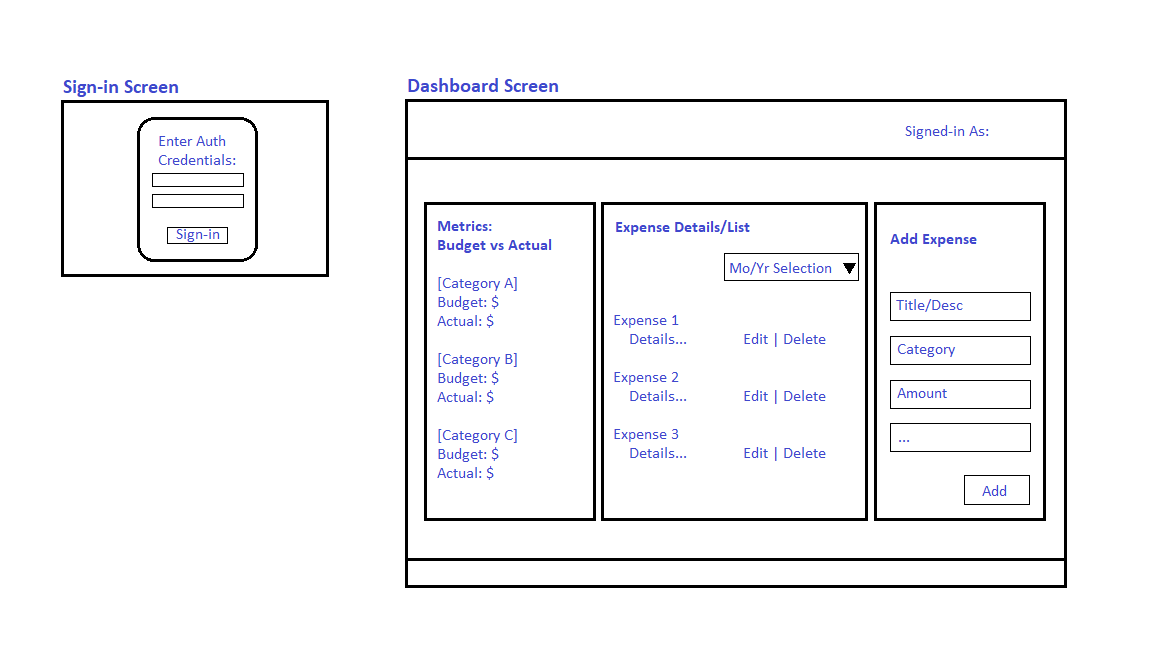 Sign-in Screen
Enter Auth
Credentials:
Sign-in
Dashboard Screen
Signed-in As:
Metrics:
Budget vs Actual
[Category A]
Budget: $
Actual: $
[Category B]
Budget: $
Actual: $
[Category C]
Budget: $
Actual: $
Expense Details/List
Mo/Yr Selection
Expense 1
Details... Edit | Delete
Expense 2
Details... Edit | Delete
Expense 3
Details... Edit | Delete
Add Expense
Title/Desc
Category
Amount
...
Add